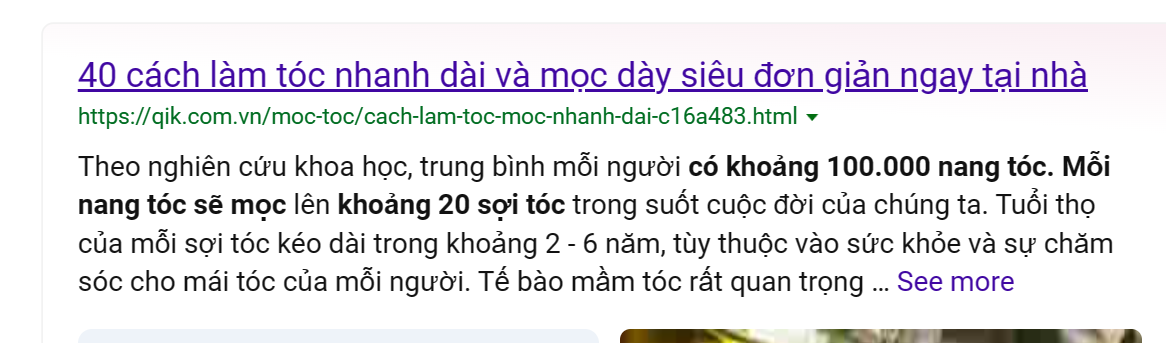 40 cách làm tóc nhanh dài và mọc dày siêu đơn giản ngay tại nhà
https://qik.com.vn/moc-toc/cach-lam-toc-moc-nhanh-dai-c16a483.html
Theo nghiên cứu khoa học, trung bình mỗi người có khoảng 100.000 nang tóc. Mỗi
nang tóc sẽ mọc lên khoảng 20 sợi tóc trong suốt cuộc đời của chúng ta. Tuổi thọ
của mỗi sợi tóc kéo dài trong khoảng 2 - 6 năm, tùy thuộc vào sức khỏe và sự chăm
sóc cho mái tóc của mỗi người. Tế bào mầm tóc rất quan trọng ... See more